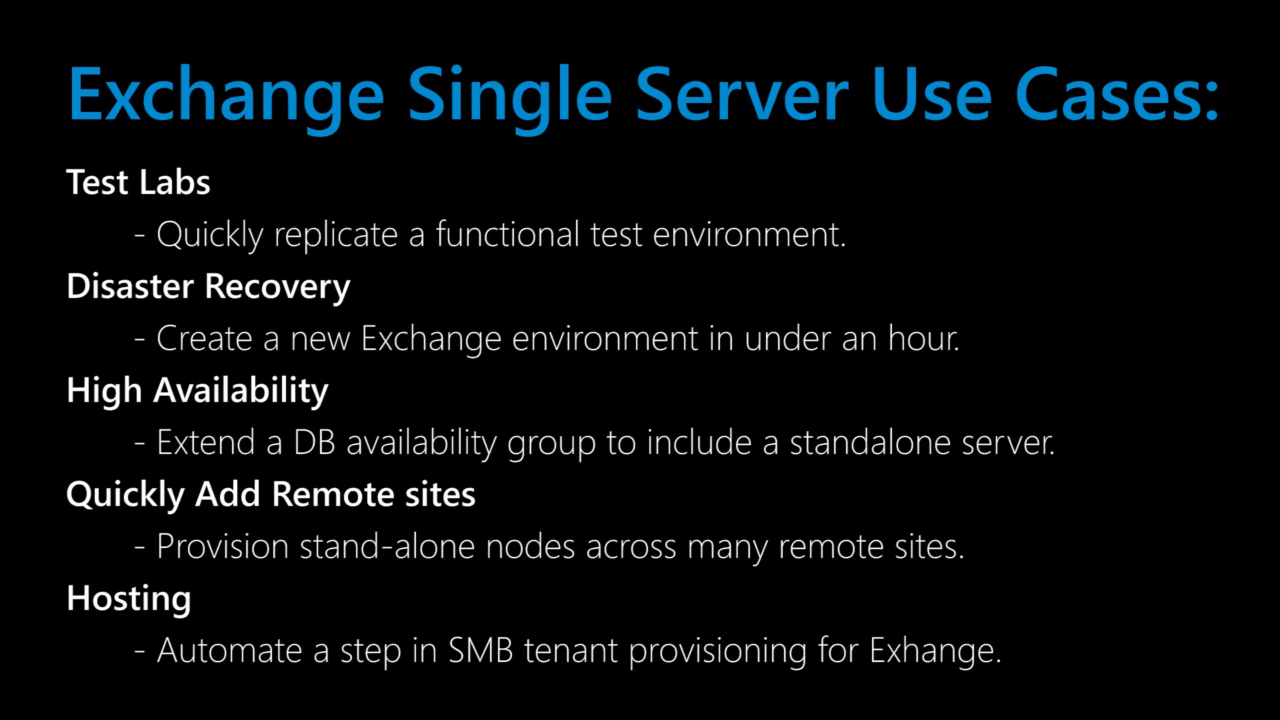 Exchange Single Server Use Cases:
Test Labs
- Quickly replicate a functional test environment.
Disaster Recovery
- Create a new Exchange environment in under an hour.
High Availability
- Extend a DB availability group to include a standalone server.
Quickly Add Remote sites
- Provision stand-alone nodes across many remote sites.
Hosting
- Automate a step in SMB tenant provisioning for Exhange.